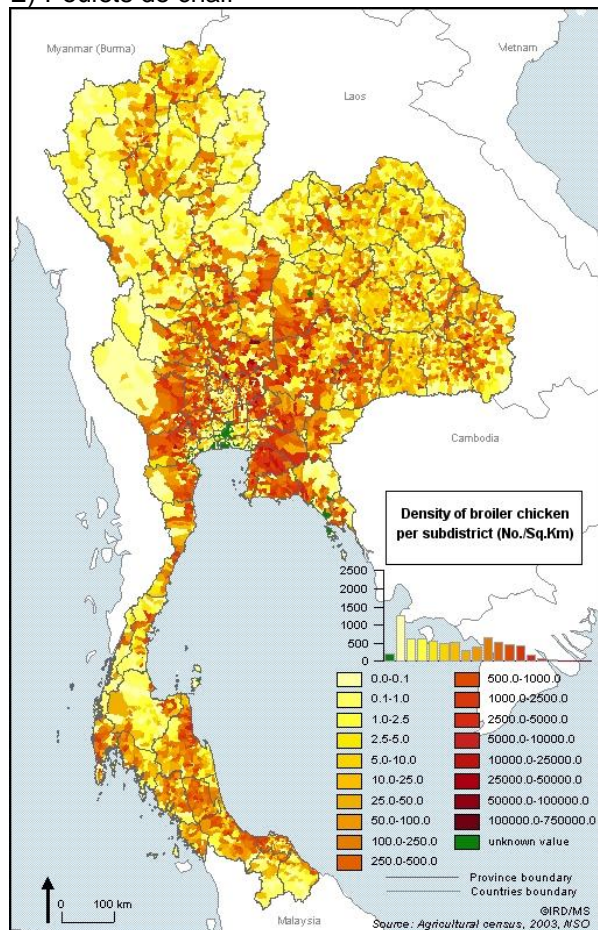 Myanmar (Burma)
Vietnam
Laos
Cambodia
Density of broiler chicken
per subdistrict (No./Sq.Km)
2500
2000
1500
1000
500
0
0.0-0.1
0.1-1.0
1.0-2.5
2.5-5.0
5.0-10.0
10.0-25.0
25.0-50.0
50.0-100.0
100.0-250.0
250.0-500.0
500.0-1000.0
1000.0-2500.0
2500.0-5000.0
5000.0-10000.0
10000.0-25000.0
25000.0-50000.0
50000.0-100000.0
100000.0-750000.0
unknown value
Province boundary
Countries boundary
0 100 km
Malaysia
©IRD/MS
Source: Agricultural census, 2003, NSO